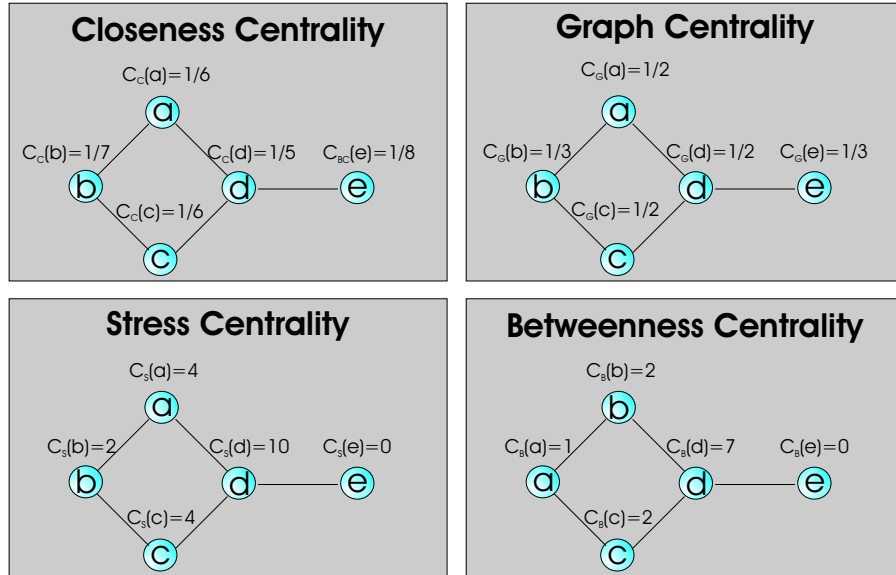 Closeness Centrality
C_C(a)=1/6
a
C_C(b)=1/7
C_C(d)=1/5
C_BC(e)=1/8
b
d
e
C_C(c)=1/6
c
Graph Centrality
C_G(a)=1/2
a
C_G(b)=1/3
C_G(d)=1/2
C_G(e)=1/3
b
d
e
C_G(c)=1/2
c
Stress Centrality
C_S(a)=4
a
C_S(b)=2
C_S(d)=10
C_S(e)=0
b
d
e
C_S(c)=4
c
Betweenness Centrality
C_B(b)=2
b
C_B(a)=1
C_B(d)=7
C_B(e)=0
a
d
e
C_B(c)=2
c